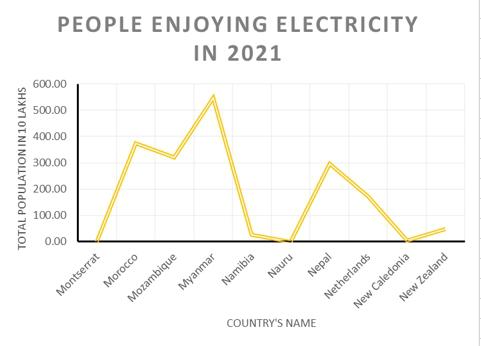 PEOPLE ENJOYING ELECTRICITY
IN 2021
TOTAL POPULATION IN 10 LAKHS
600.00
500.00
400.00
300.00
200.00
100.00
0.00
Montserrat
Morocco
Mozambique
Myanmar
Namibia
Nauru
Nepal
Netherlands
New Caledonia
New Zealand
COUNTRY'S NAME